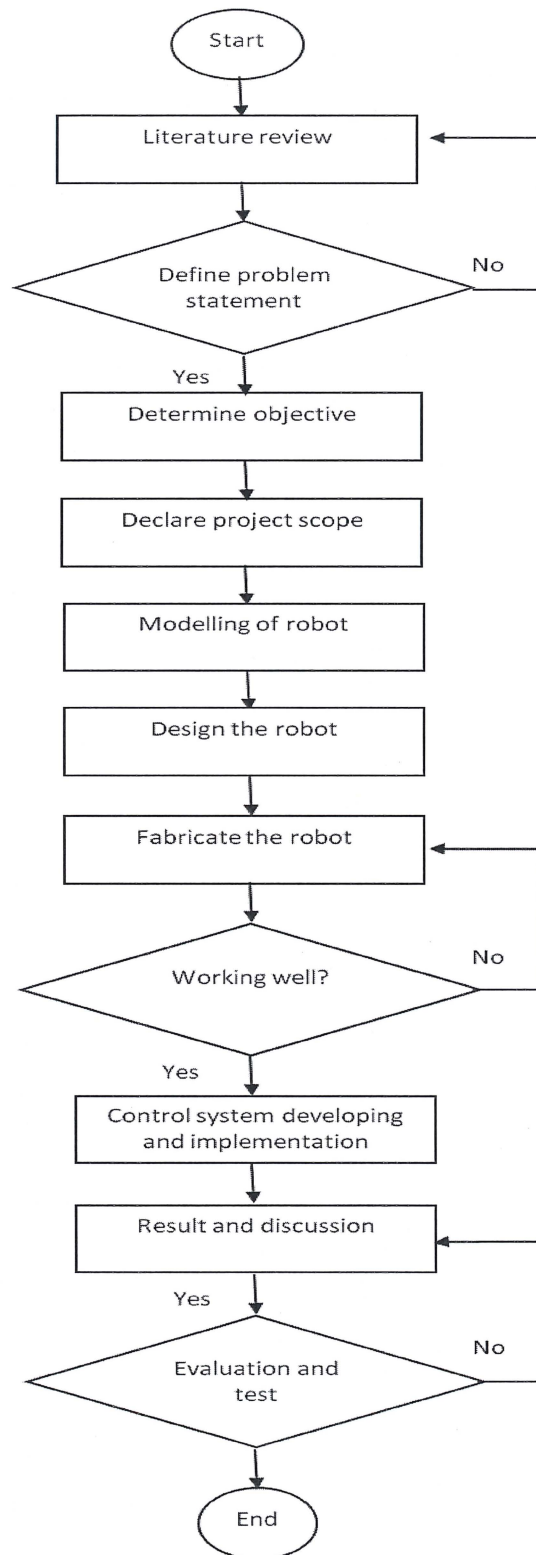 Start
Literature review
Define problem
statement
No
Yes
Determine objective
Declare project scope
Modelling of robot
Design the robot
Fabricate the robot
Working well?
No
Yes
Control system developing
and implementation
Result and discussion
Yes
Evaluation and
test
No
End